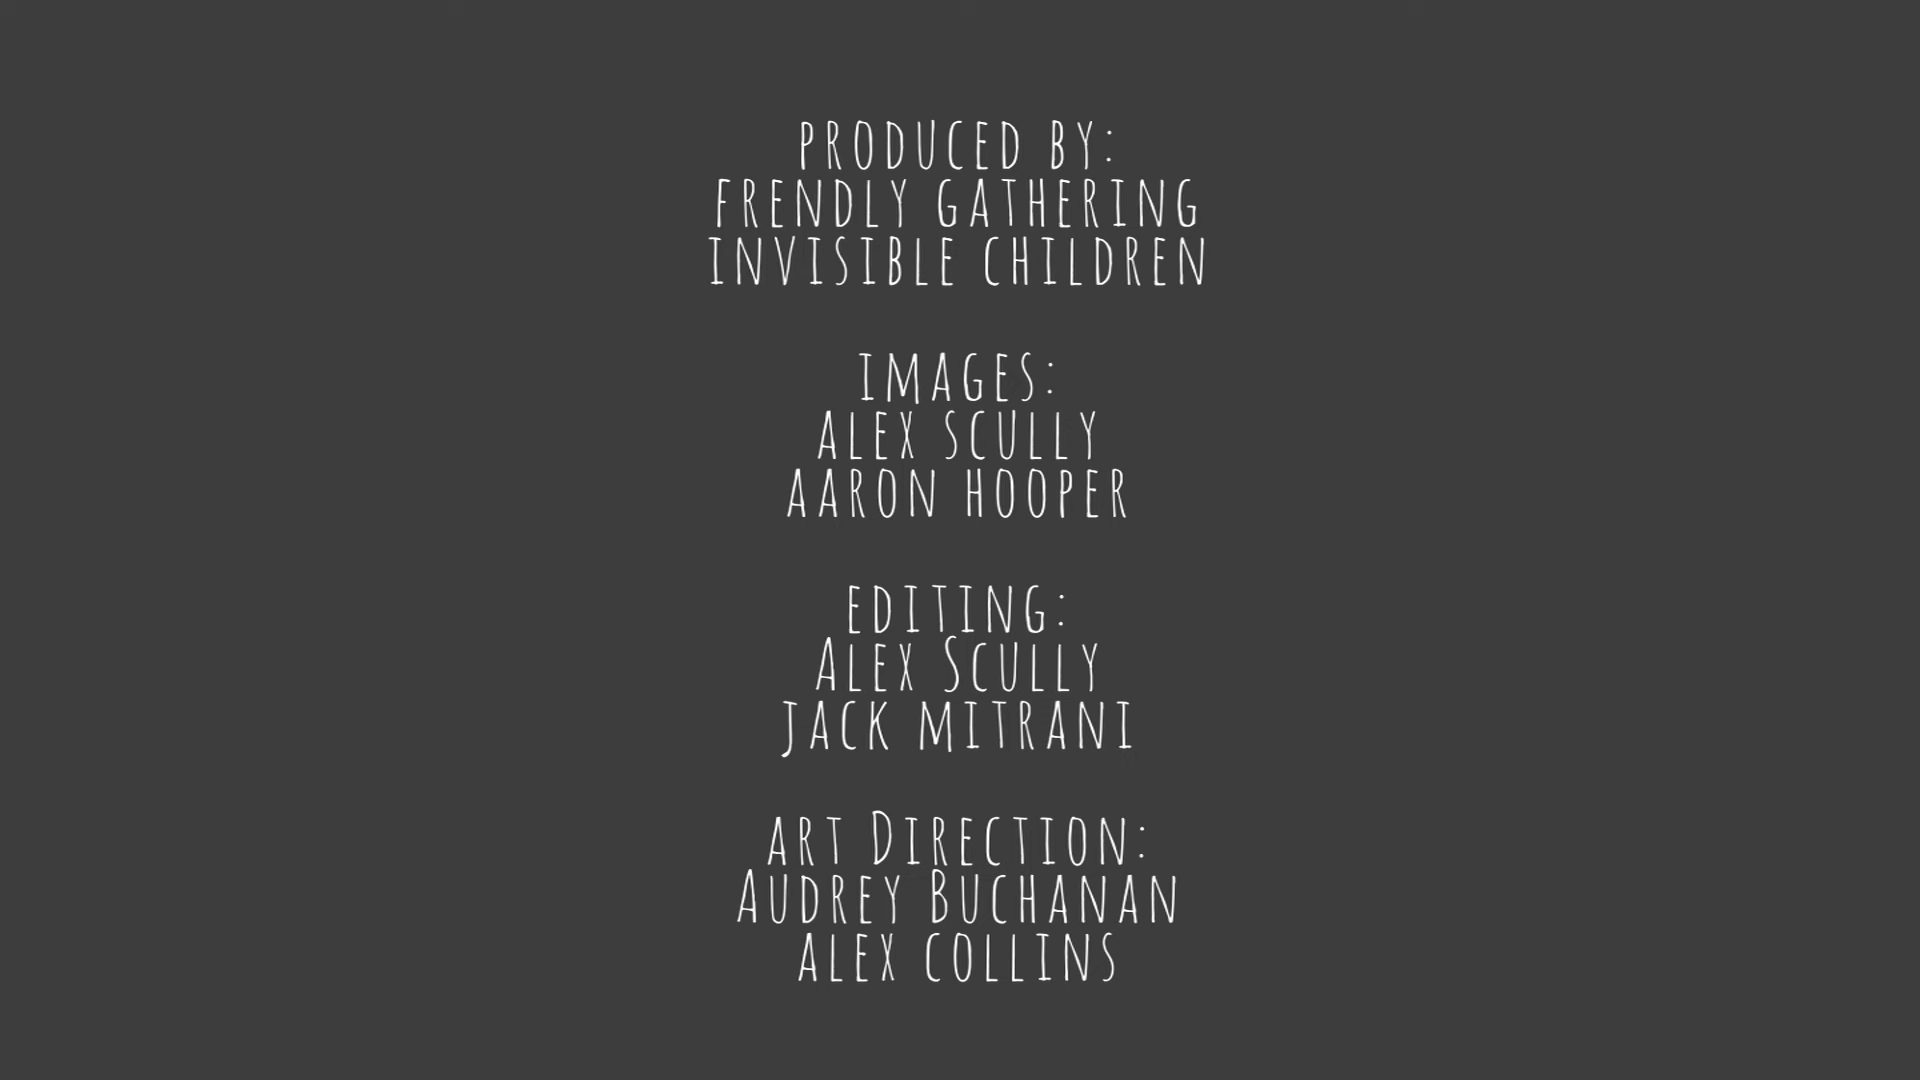 PRODUCED BY:
FRENDLY GATHERING
INVISIBLE CHILDREN
IMAGES:
ALEX SCULLY
AARON HOOPER
EDITING:
ALEX SCULLY
JACK MITRANI
ART DIRECTION:
AUDREY BUCHANAN
ALEX COLLINS